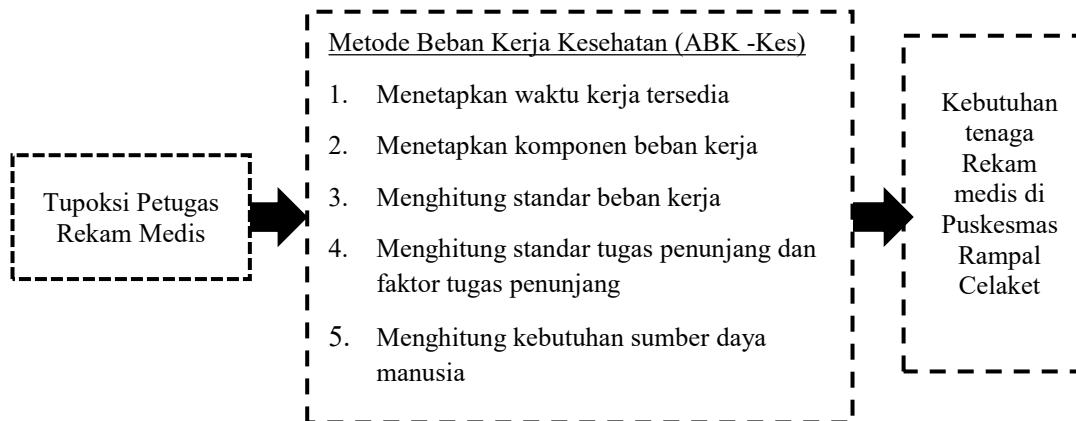 Tupoksi Petugas
Rekam Medis
Metode Beban Kerja Kesehatan (ABK -Kes)
1. Menetapkan waktu kerja tersedia
2. Menetapkan komponen beban kerja
3. Menghitung standar beban kerja
4. Menghitung standar tugas penunjang dan
faktor tugas penunjang
5. Menghitung kebutuhan sumber daya
manusia
Kebutuhan
tenaga
Rekam
medis di
Puskesmas
Rampal
Celaket